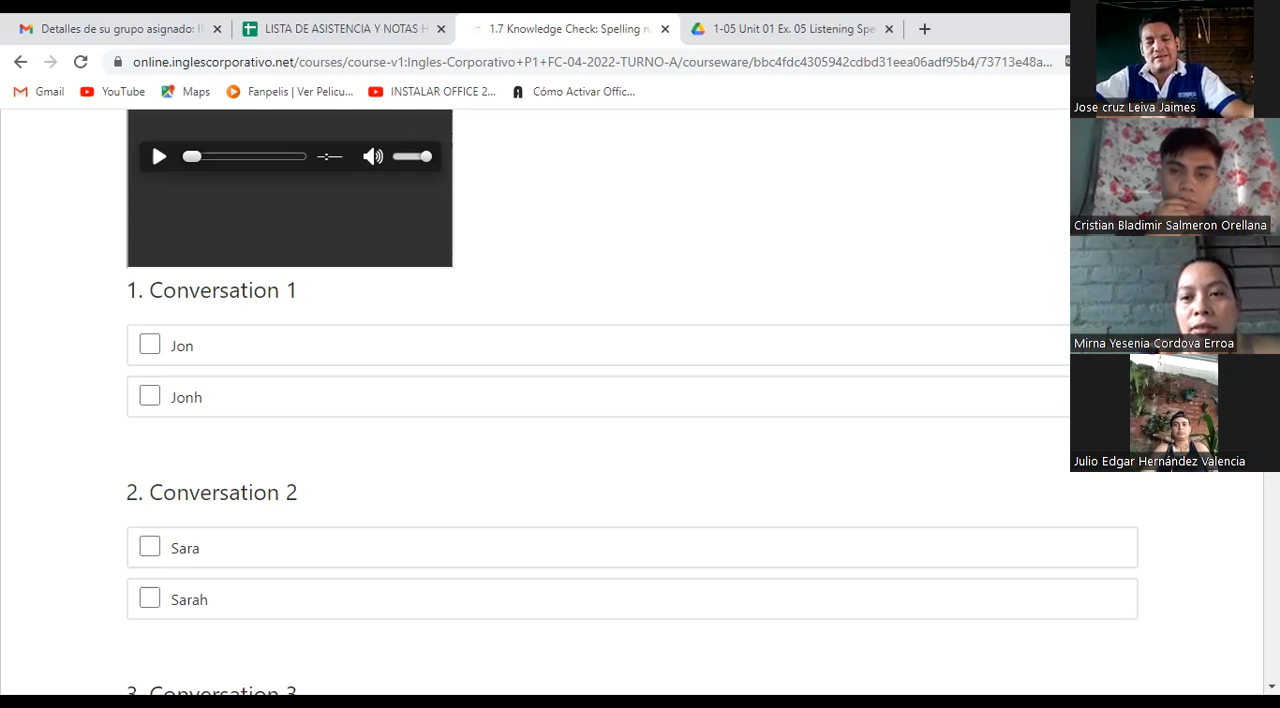 Detalles de su grupo asignado: I
LISTA DE ASISTENCIA Y NOTAS
1.7 Knowledge Check: Spelling n
1-05 Unit 01 Ex. 05 Listening Spe
online.inglescorporativo.net/courses/course-v1:Ingles-Corporativo+P1+FC-04-2022-TURNO-A/courseware/bbc4fdc4305942cdbd31eea06adf95b4/73713e48a...
Gmail
YouTube
Maps
Fanpelis | Ver Pelicu...
INSTALAR OFFICE 2...
Cómo Activar Offic...
Jose cruz Leiva Jaimes
Cristian Bladimir Salmeron Orellana
Mirna Yesenia Cordova Erroa
Julio Edgar Hernández Valencia
-:-
1. Conversation 1
Jon
Jonh
2. Conversation 2
Sara
Sarah
3. Conversation 3